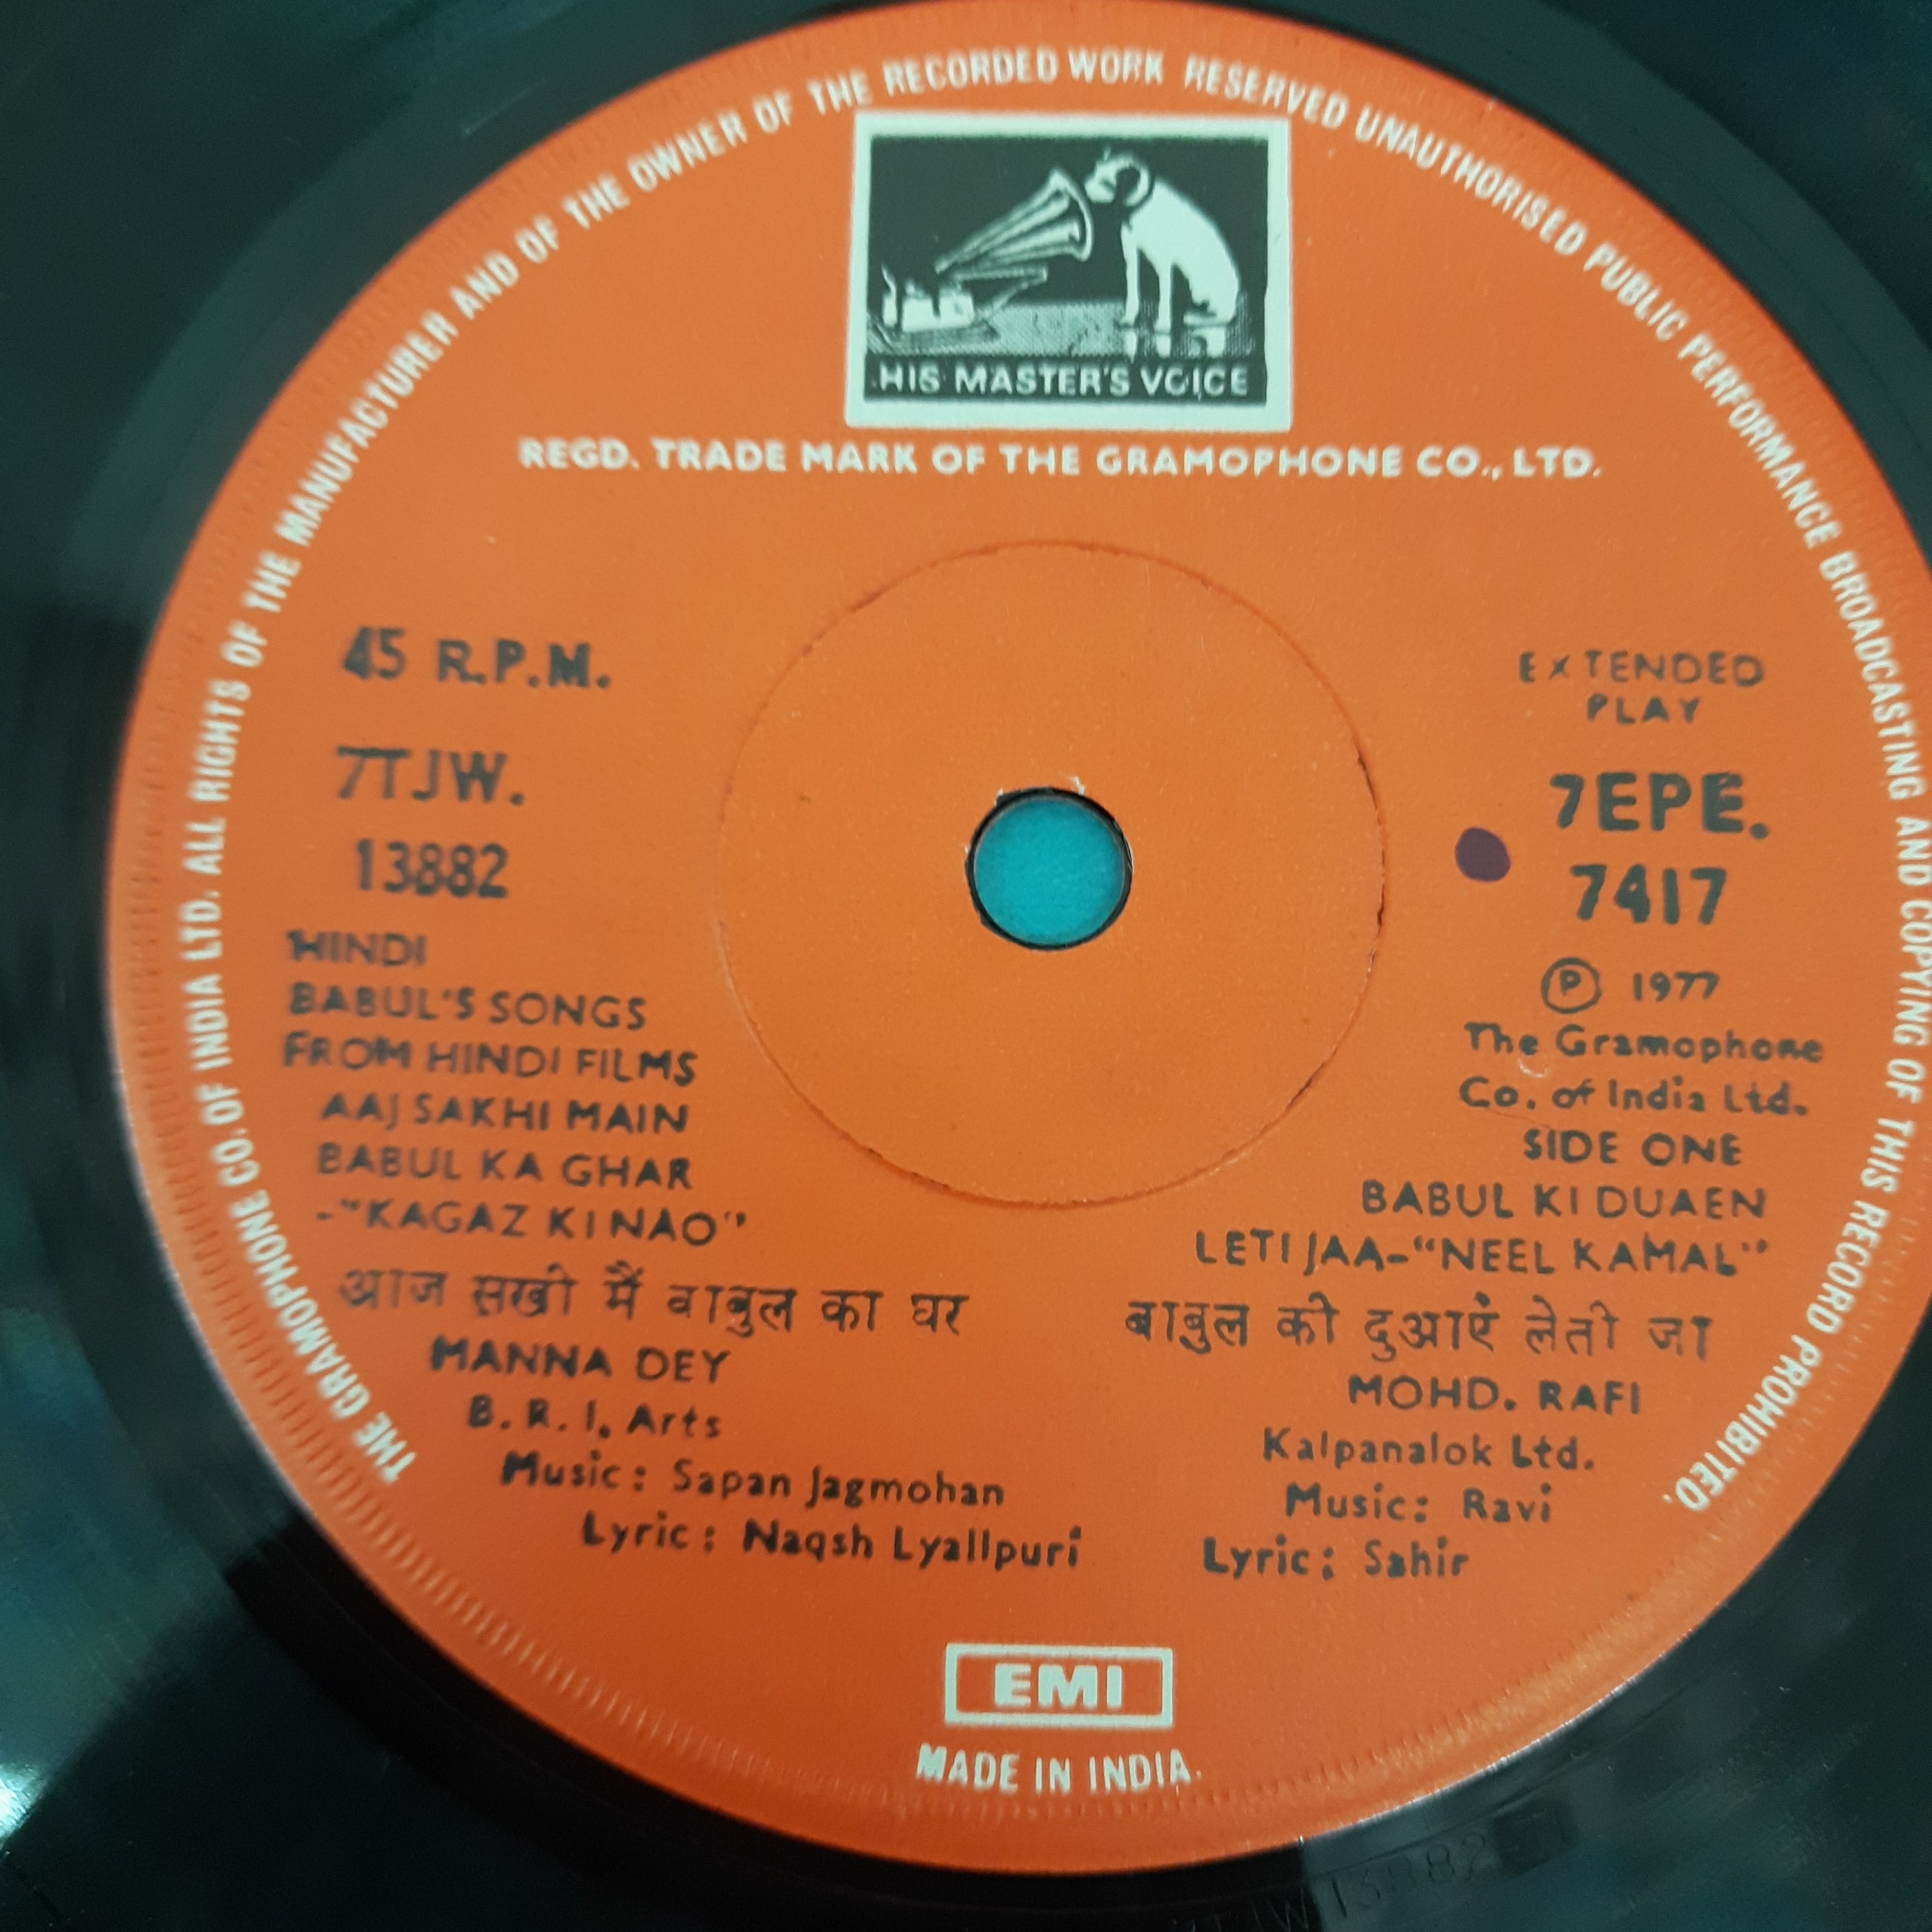 THE GRAMOPHONE CO. OF INDIA LTD. ALL RIGHTS OF THE MANUFACTURER AND OF THE OWNER OF THE RECORDED WORK RESERVED UNAUTHORISED PUBLIC PERFORMANCE BROADCASTING AND COPYING OF THIS RECORD PROHIBITED.
HIS MASTER'S VOICE
REGD. TRADE MARK OF THE GRAMOPHONE CO., LTD.
45 R.P.M.
7TJW.
13882
HINDI
BABUL'S SONGS
FROM HINDI FILMS
AAJ SAKHI MAIN
BABUL KA GHAR
-"KAGAZ KI NAO"
आज सखी मैं बाबुल का घर
MANNA DEY
B. R. I. Arts
Music: Sapan Jagmohan
Lyric: Naqsh Lyallpuri
EXTENDED
PLAY
7EPE.
7417
Ⓟ 1977
The Gramophone
Co. of India Ltd.
SIDE ONE
BABUL KI DUAEN
LETI JAA-"NEEL KAMAL"
बाबुल की दुआएं लेती जा
MOHD. RAFI
Kalpanalok Ltd.
Music: Ravi
Lyric: Sahir
EMI
MADE IN INDIA.
13882